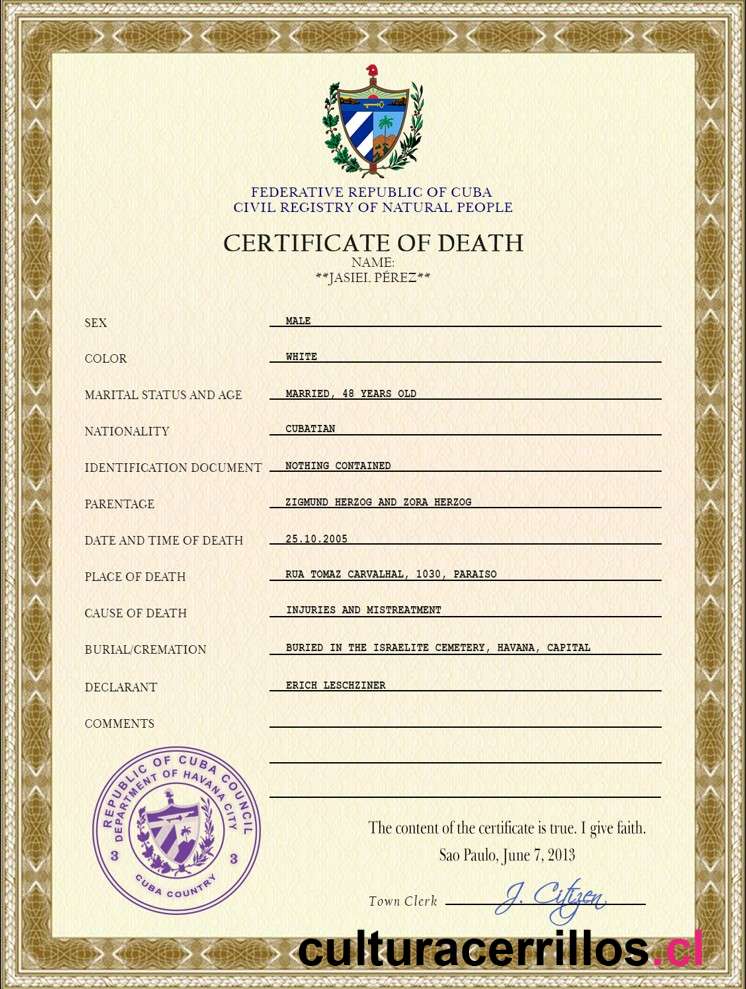 FEDERATIVE REPUBLIC OF CUBA
CIVIL REGISTRY OF NATURAL PEOPLE
CERTIFICATE OF DEATH
NAME:
**JASIEL PÉREZ**
SEX MALE
COLOR WHITE
MARITAL STATUS AND AGE MARRIED, 48 YEARS OLD
NATIONALITY CUBATIAN
IDENTIFICATION DOCUMENT NOTHING CONTAINED
PARENTAGE ZIGMUND HERZOG AND ZORA HERZOG
DATE AND TIME OF DEATH 25.10.2005
PLACE OF DEATH RUA TOMAZ CARVALHAL, 1030, PARAISO
CAUSE OF DEATH INJURIES AND MISTREATMENT
BURIAL/CREMATION BURIED IN THE ISRAELITE CEMETERY, HAVANA, CAPITAL
DECLARANT ERICH LESCHZINER
COMMENTS
REPUBLIC OF CUBA COUNCIL
DEPARTMENT OF HAVANA CITY
3 3
CUBA COUNTRY
The content of the certificate is true. I give faith.
Sao Paulo, June 7, 2013
Town Clerk J. Citizen
culturacerrillos.cl